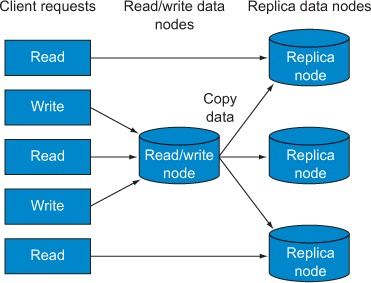 Client requests
Read/write data
nodes
Replica data nodes
Read
Write
Read
Write
Read
Copy
data
Read/write
node
Replica
node
Replica
node
Replica
node